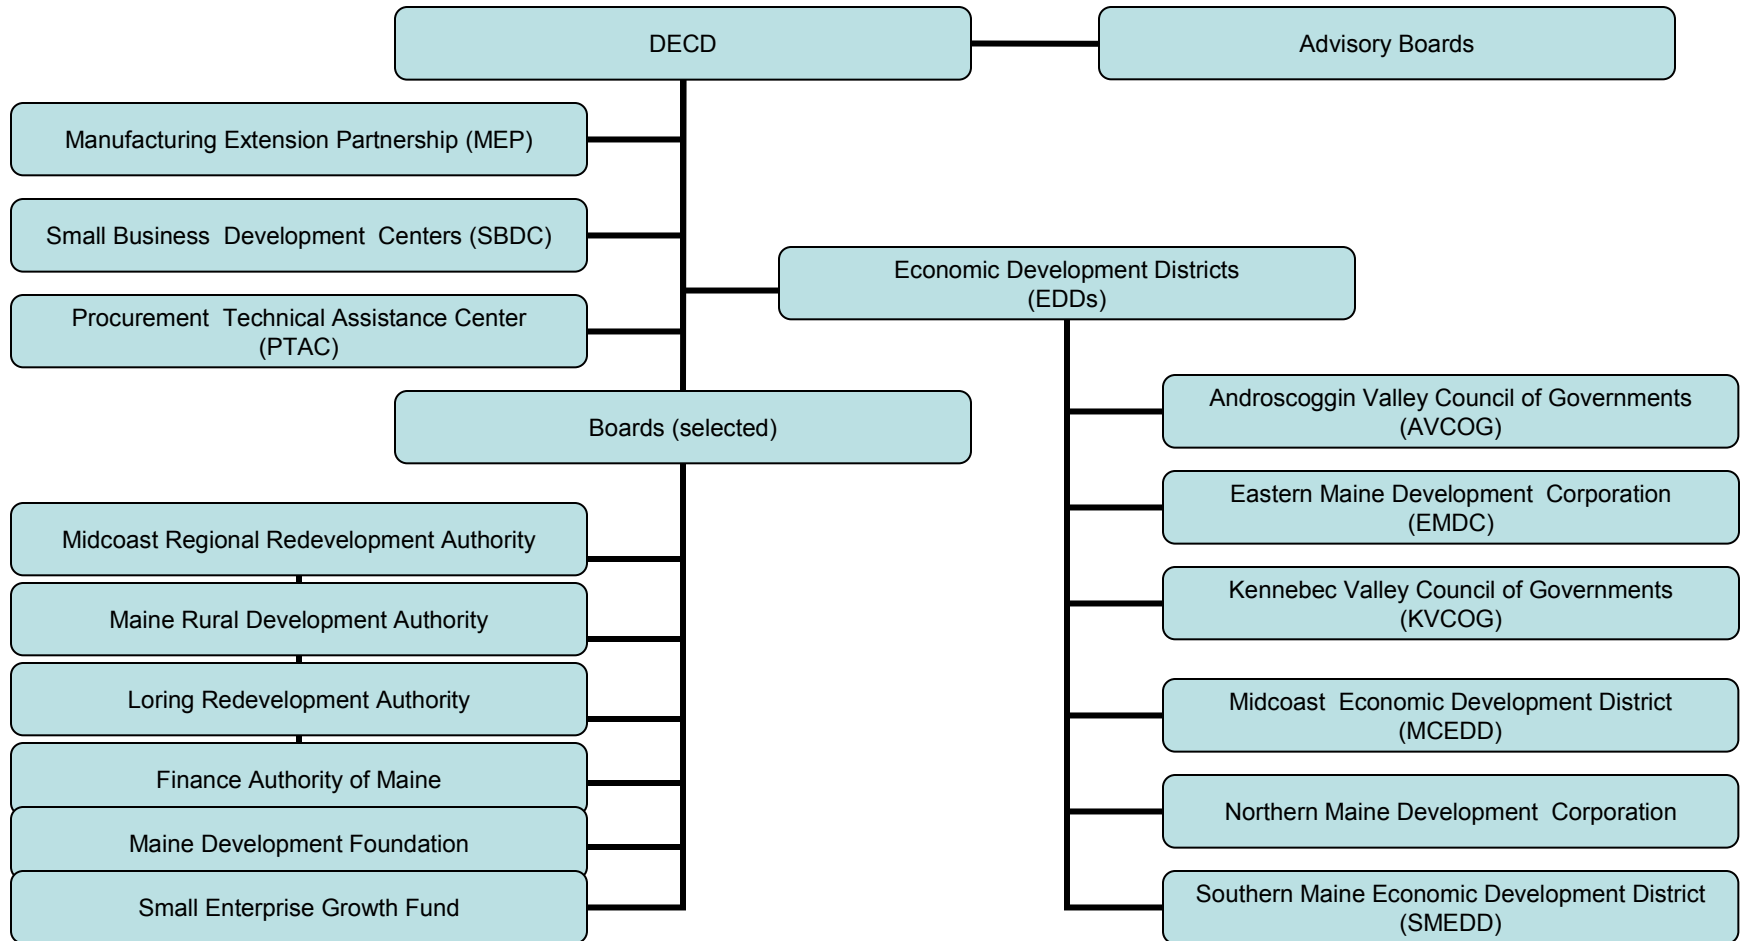 DECD
Advisory Boards
Manufacturing Extension Partnership (MEP)
Small Business Development Centers (SBDC)
Procurement Technical Assistance Center
(PTAC)
Economic Development Districts
(EDDs)
Boards (selected)
Androscoggin Valley Council of Governments
(AVCOG)
Eastern Maine Development Corporation
(EMDC)
Kennebec Valley Council of Governments
(KVCOG)
Midcoast Economic Development District
(MCEDD)
Northern Maine Development Corporation
Southern Maine Economic Development District
(SMEDD)
Midcoast Regional Redevelopment Authority
Maine Rural Development Authority
Loring Redevelopment Authority
Finance Authority of Maine
Maine Development Foundation
Small Enterprise Growth Fund